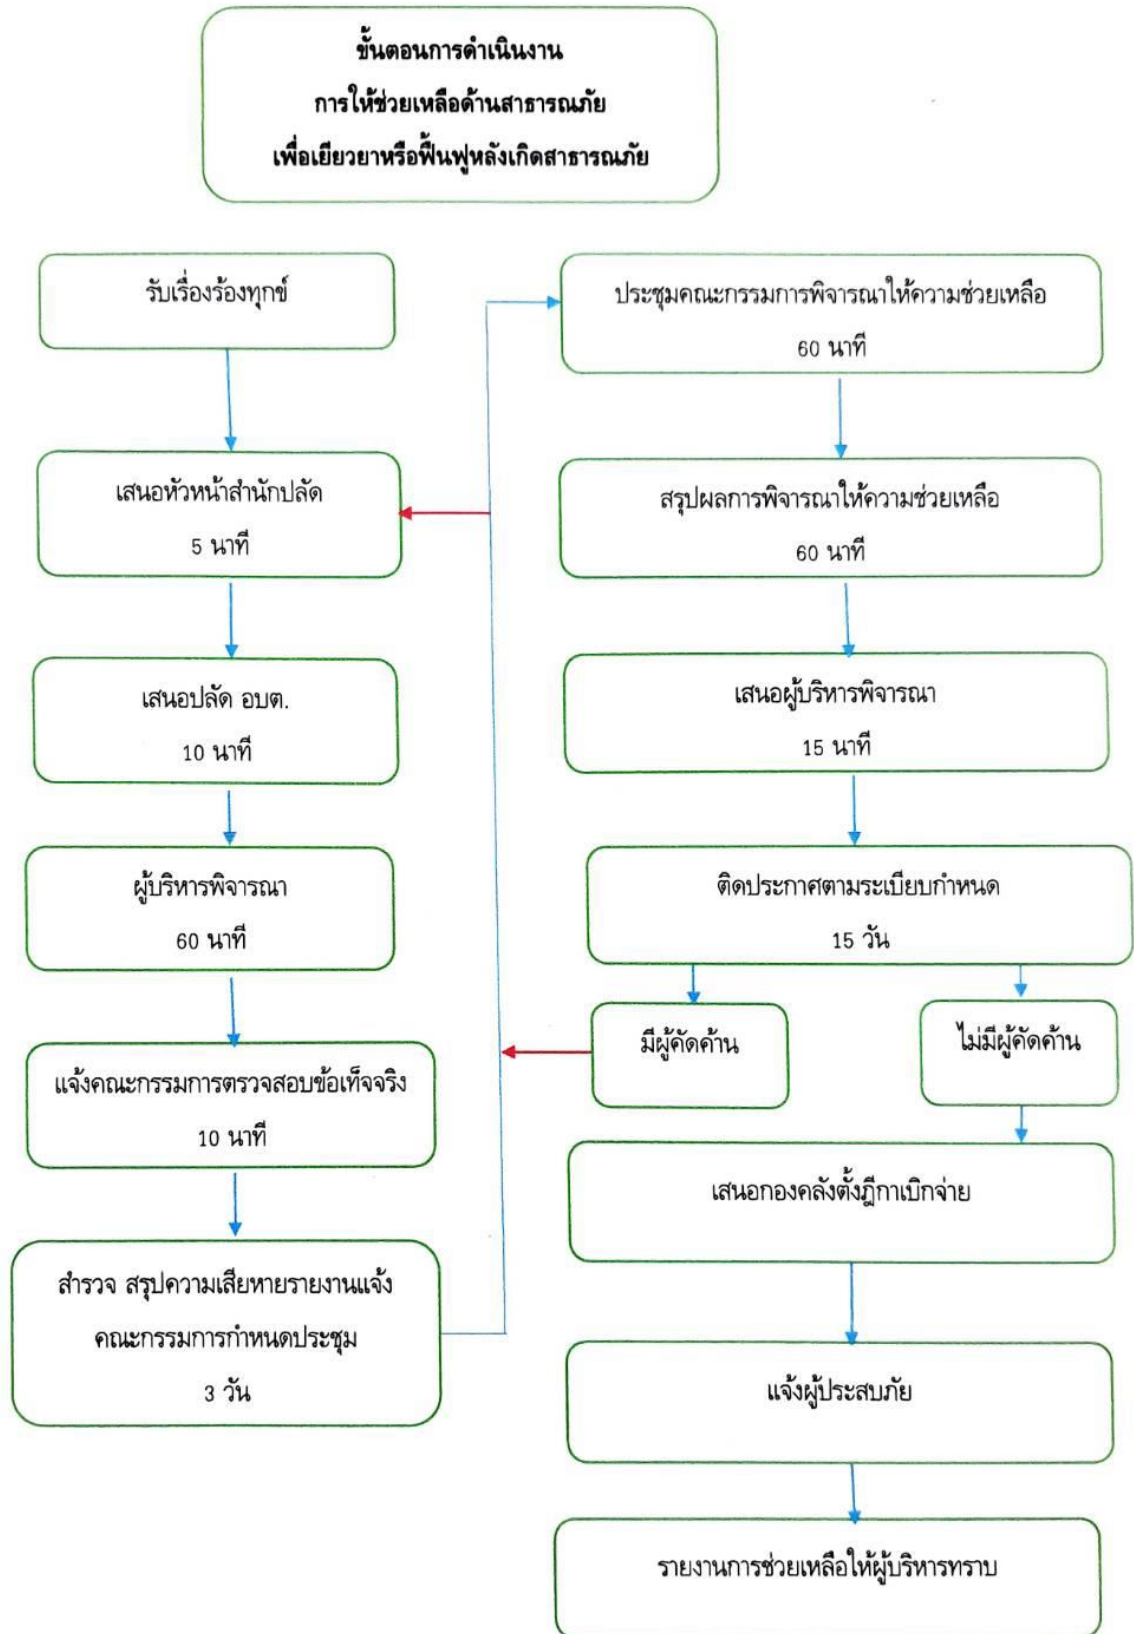 ขั้นตอนการดำเนินงาน
การให้ช่วยเหลือด้านสาธารณภัย
เพื่อเยียวยาหรือฟื้นฟูหลังเกิดสาธารณภัย
รับเรื่องร้องทุกข์
เสนอหัวหน้าสำนักปลัด
5 นาที
เสนอปลัด อบต.
10 นาที
ผู้บริหารพิจารณา
60 นาที
แจ้งคณะกรรมการตรวจสอบข้อเท็จจริง
10 นาที
สำรวจ สรุปความเสียหายรายงานแจ้ง
คณะกรรมการกำหนดประชุม
3 วัน
ประชุมคณะกรรมการพิจารณาให้ความช่วยเหลือ
60 นาที
สรุปผลการพิจารณาให้ความช่วยเหลือ
60 นาที
เสนอผู้บริหารพิจารณา
15 นาที
ติดประกาศตามระเบียบกำหนด
15 วัน
มีผู้คัดค้าน
ไม่มีผู้คัดค้าน
เสนอกองคลังตั้งฎีกาเบิกจ่าย
แจ้งผู้ประสบภัย
รายงานการช่วยเหลือให้ผู้บริหารทราบ